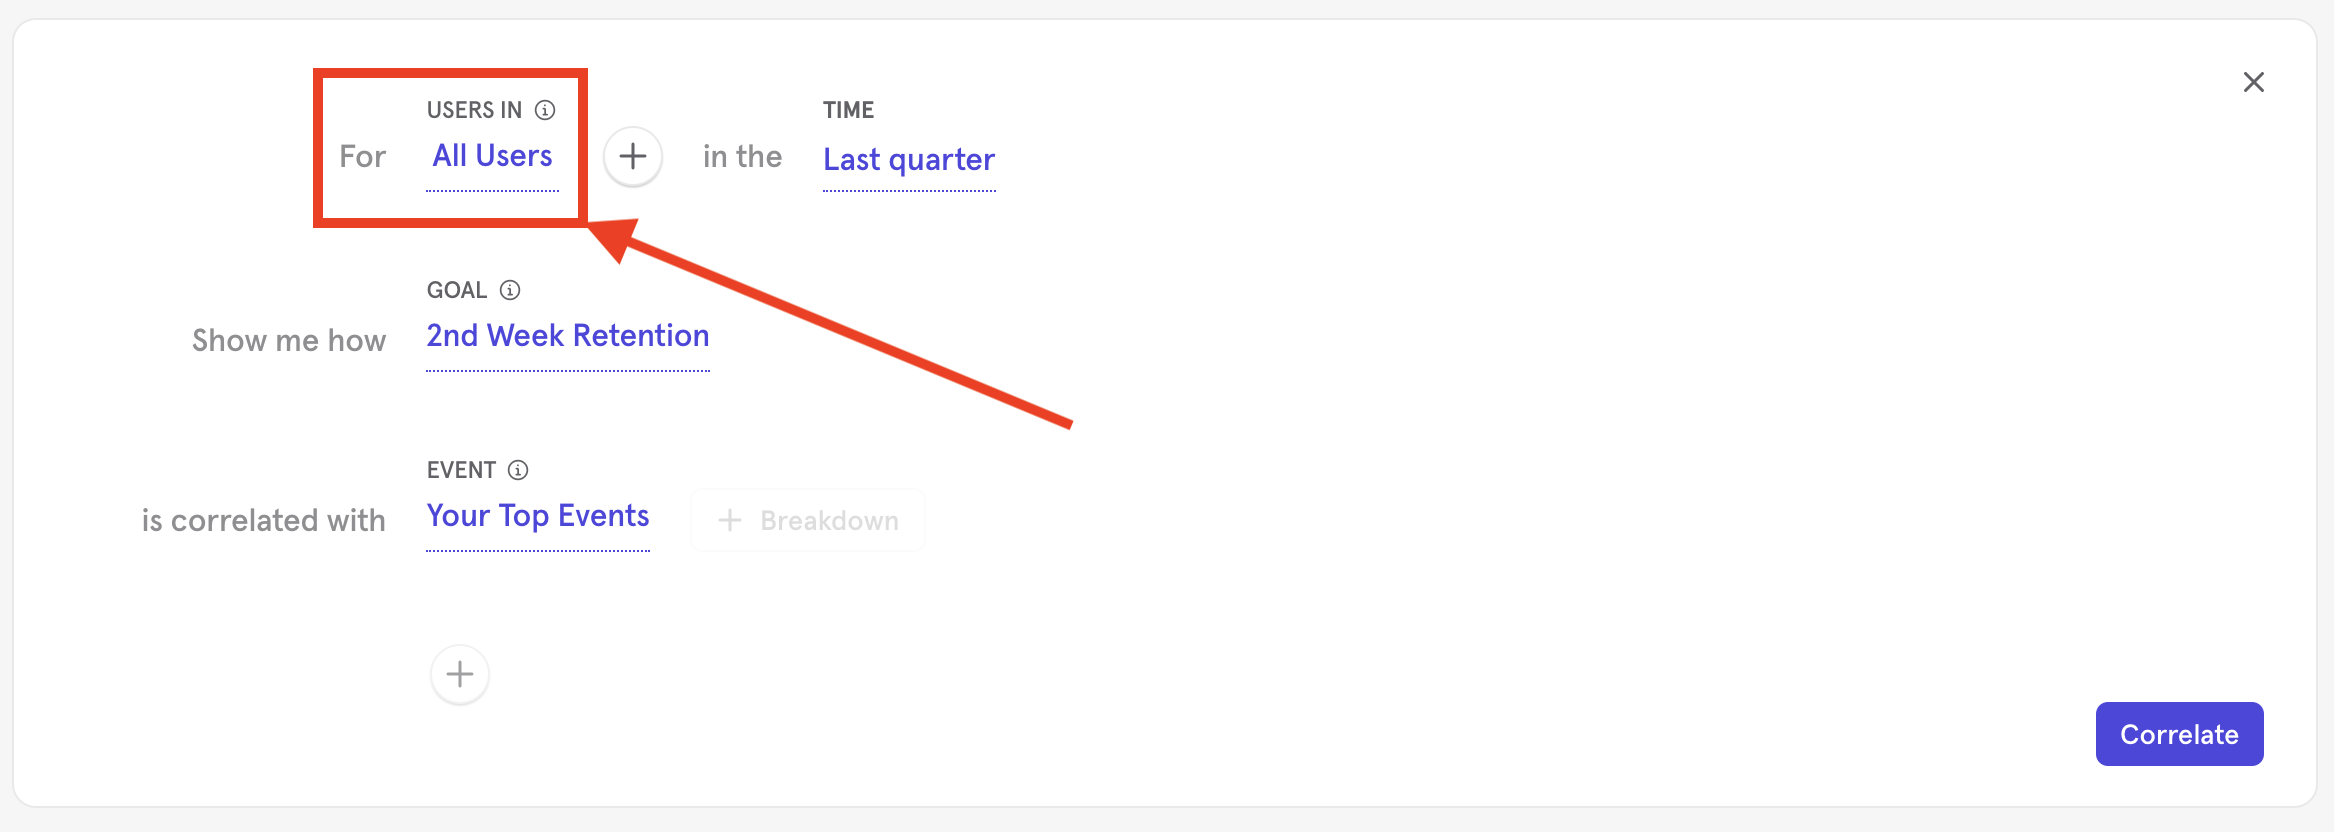 USERS IN
TIME
For All Users in the Last quarter
GOAL
Show me how 2nd Week Retention
EVENT
is correlated with Your Top Events Breakdown
Correlate